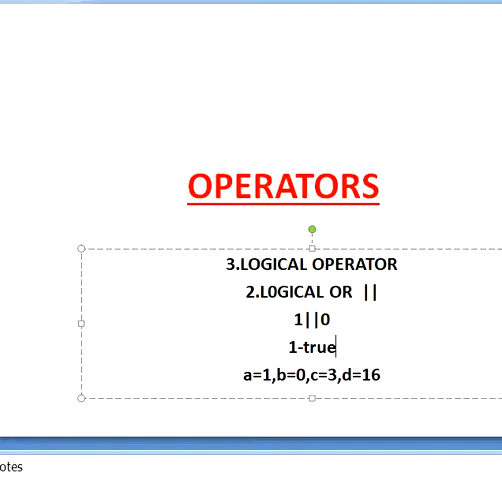 OPERATORS
3.LOGICAL OPERATOR
2.L0GICAL OR ||
1||0
1-true
a=1,b=0,c=3,d=16
otes